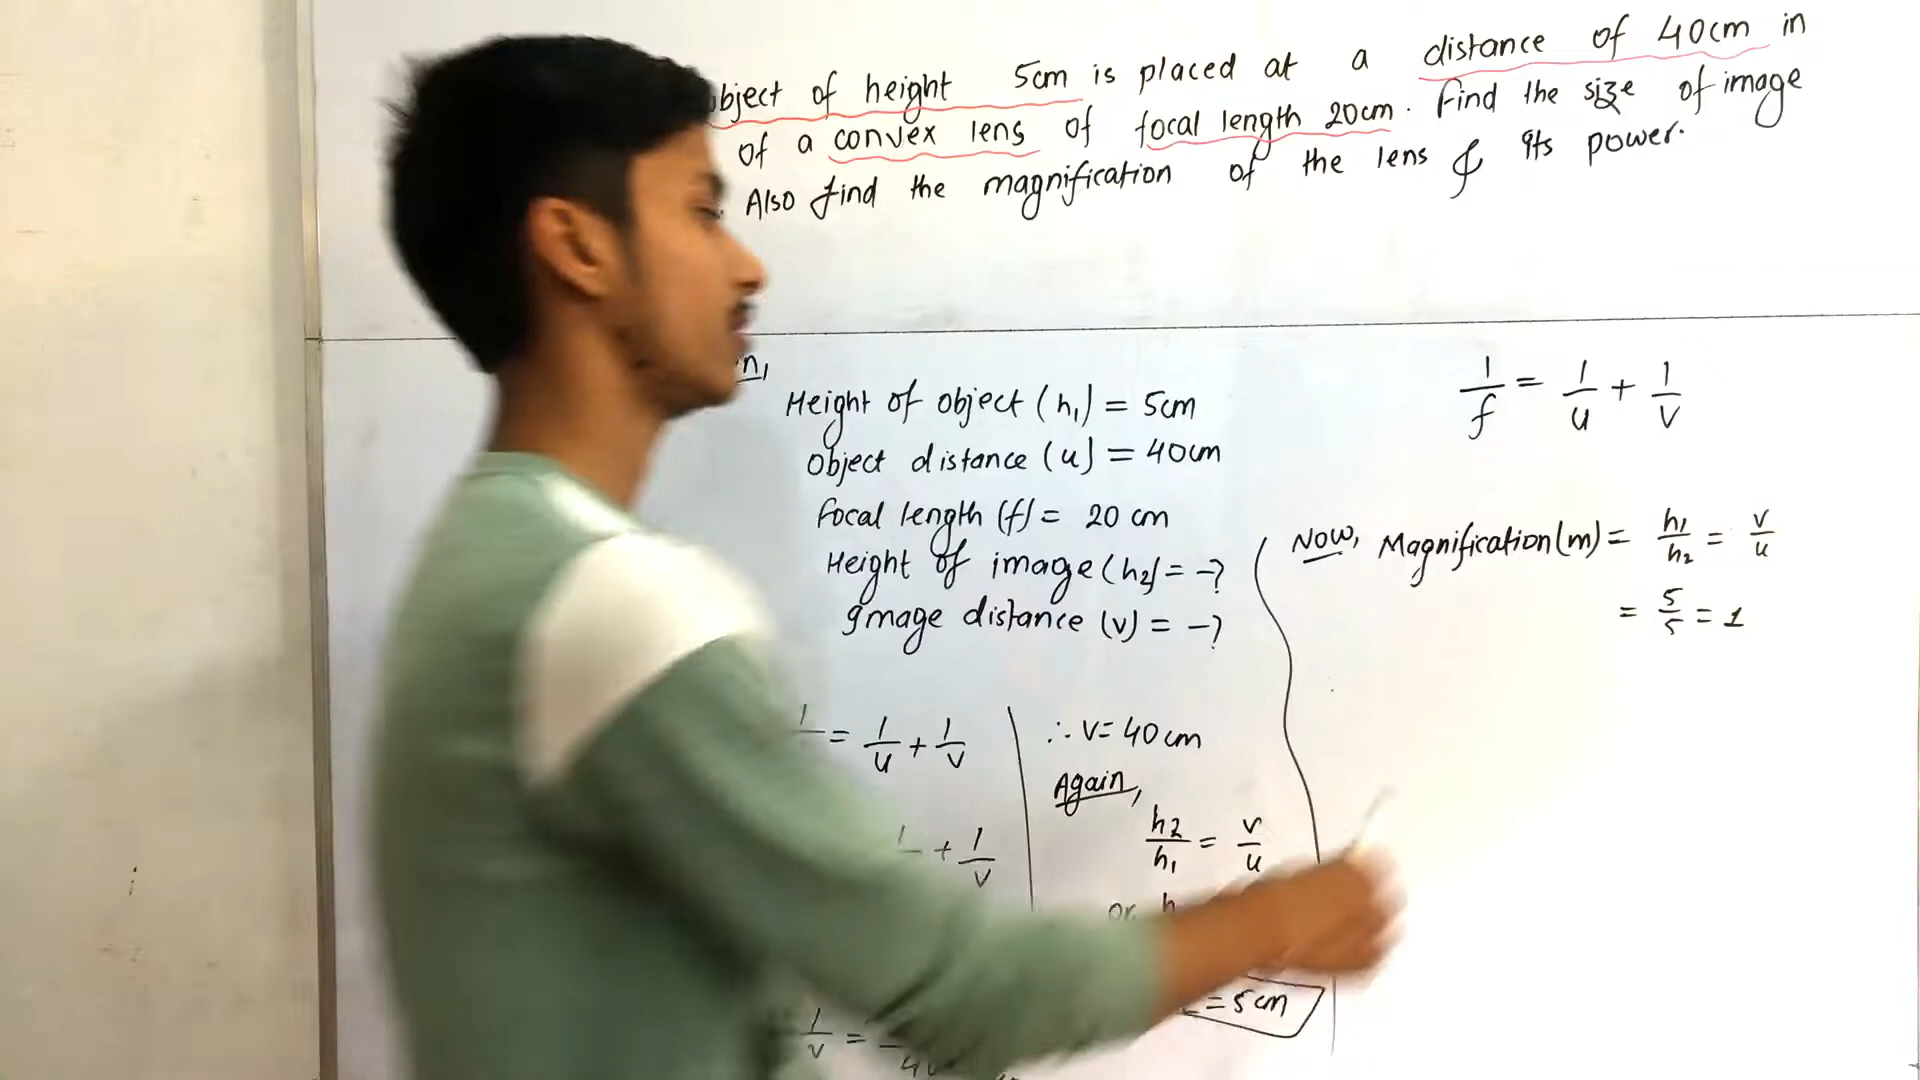 bject of height 5cm is placed at a distance of 40cm in
of a convex lens of focal length 20cm. Find the size of image
. Also find the magnification of the lens & its power.
n,
Height of object (h₁) = 5cm
Object distance (u) = 40cm
Focal length (f) = 20 cm
Height of image (h₂) = -?
Image distance (v) = -?
1/f = 1/u + 1/v
Now, Magnification (m) = h₁/h₂ = v/u
= 5/5 = 1
1 = 1/u + 1/v
+ 1/v
1/v =
∴ v = 40 cm
Again,
h2/h₁ = v/u
or, h
= 5cm